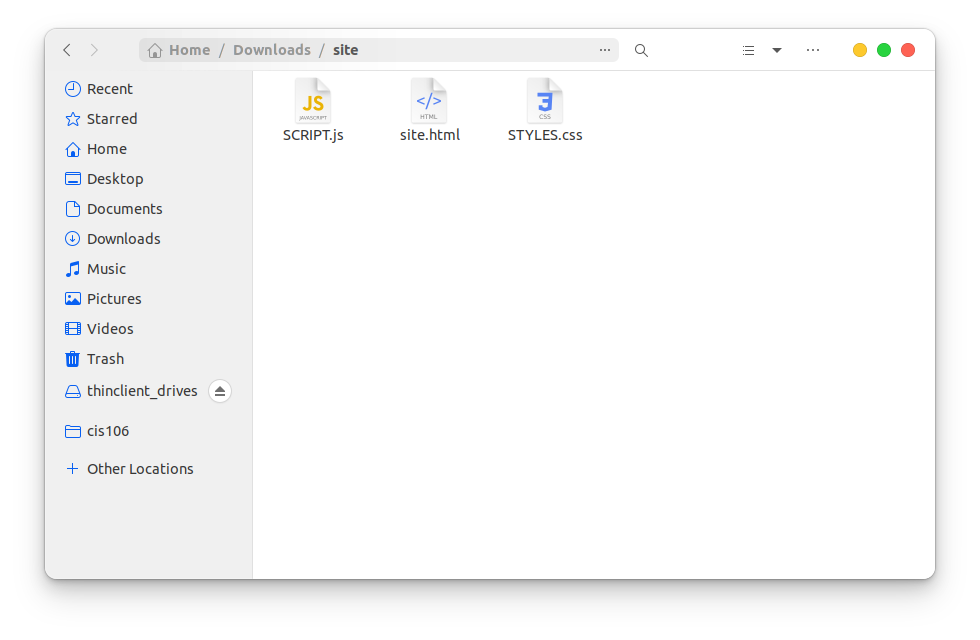 Home / Downloads / site ...
Recent
Starred
Home
Desktop
Documents
Downloads
Music
Pictures
Videos
Trash
thinclient_drives
cis106
Other Locations
JS
JAVASCRIPT
SCRIPT.js
</>
HTML
site.html
CSS
STYLES.css